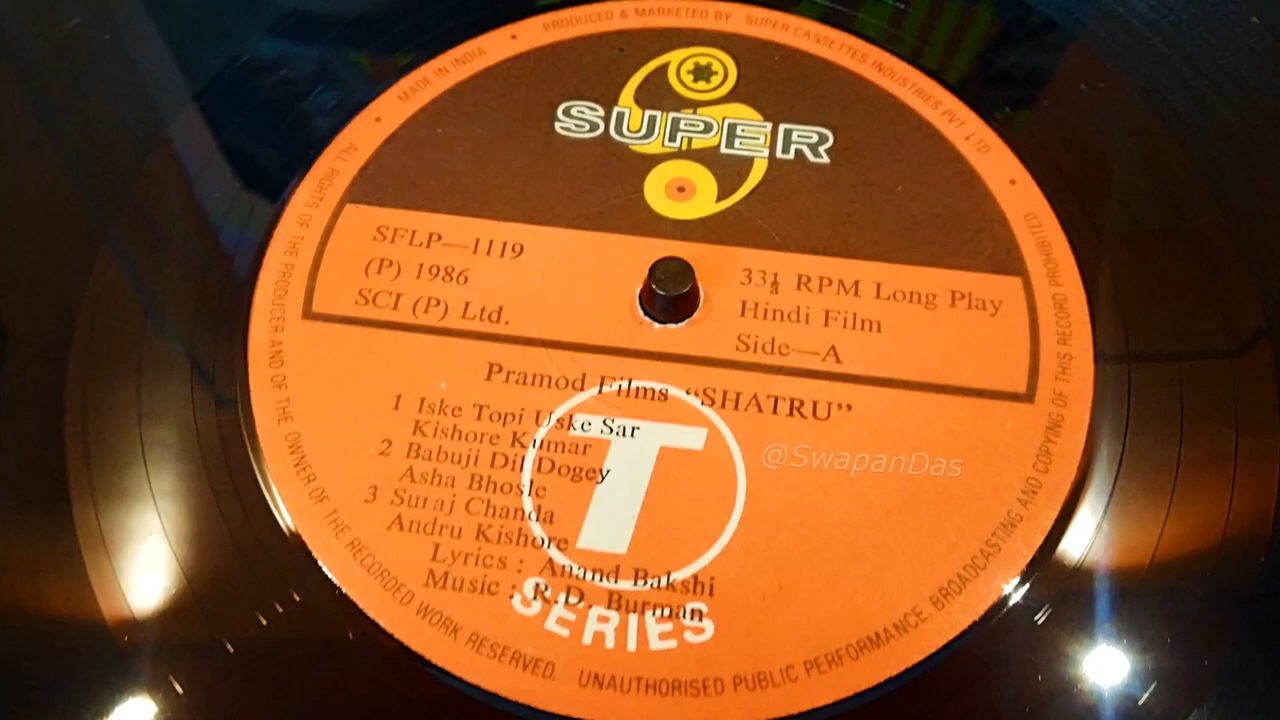 MADE IN INDIA • PRODUCED & MARKETED BY SUPER CASSETTES INDUSTRIES PVT LTD.
SUPER
SFLP—1119
(P) 1986
SCI (P) Ltd.
33⅓ RPM Long Play
Hindi Film
Side—A
Pramod Films “SHATRU”
1 Iske Topi Uske Sar
Kishore Kumar
2 Babuji Dil Dogey
Asha Bhosle
3 Suraj Chanda
Andru Kishore
Lyrics : Anand Bakshi
Music : R.D. Burman
T
SERIES
@SwapanDas
ALL RIGHTS OF THE PRODUCER AND OF THE OWNER OF THE RECORDED WORK RESERVED. UNAUTHORISED PUBLIC PERFORMANCE. BROADCASTING AND COPYING OF THIS RECORD PROHIBITED